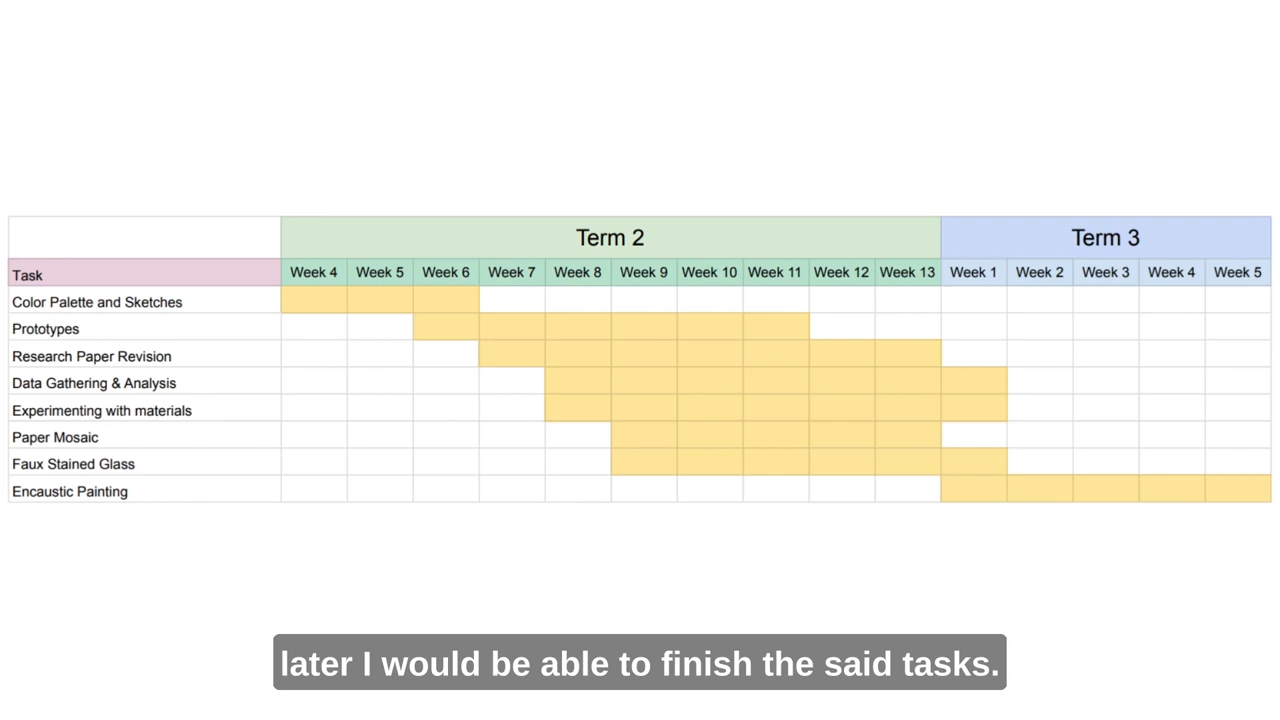 Term 2 Term 3
Task Week 4 Week 5 Week 6 Week 7 Week 8 Week 9 Week 10 Week 11 Week 12 Week 13 Week 1 Week 2 Week 3 Week 4 Week 5
Color Palette and Sketches
Prototypes
Research Paper Revision
Data Gathering & Analysis
Experimenting with materials
Paper Mosaic
Faux Stained Glass
Encaustic Painting
later I would be able to finish the said tasks.